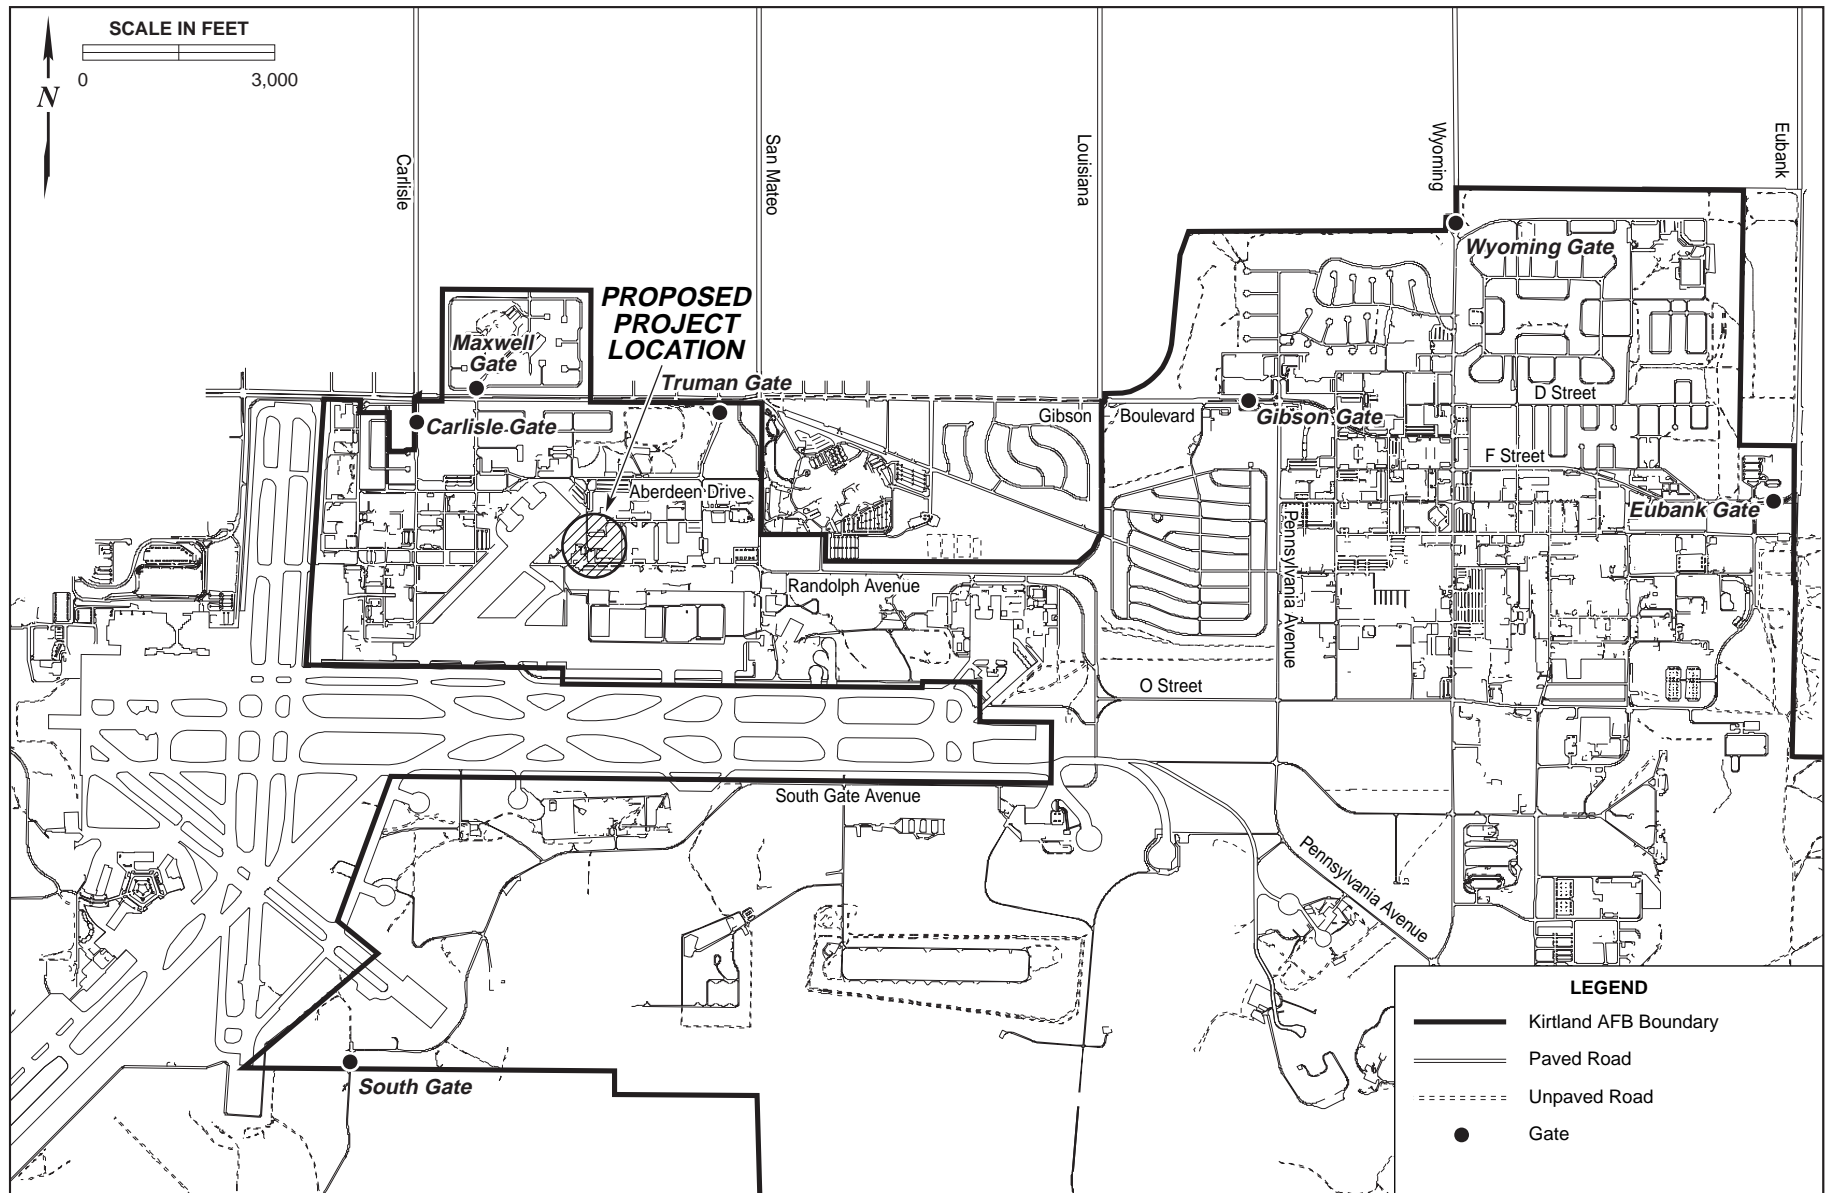 SCALE IN FEET
0 3,000
N
Carlisle
San Mateo
Louisiana
Wyoming
Eubank
Wyoming Gate
PROPOSED
PROJECT
LOCATION
Maxwell
Gate
Truman Gate
Carlisle Gate
Gibson Boulevard
Gibson Gate
D Street
F Street
Eubank Gate
Aberdeen Drive
Pennsylvania Avenue
Randolph Avenue
O Street
South Gate Avenue
Pennsylvania Avenue
South Gate
LEGEND
Kirtland AFB Boundary
Paved Road
Unpaved Road
Gate